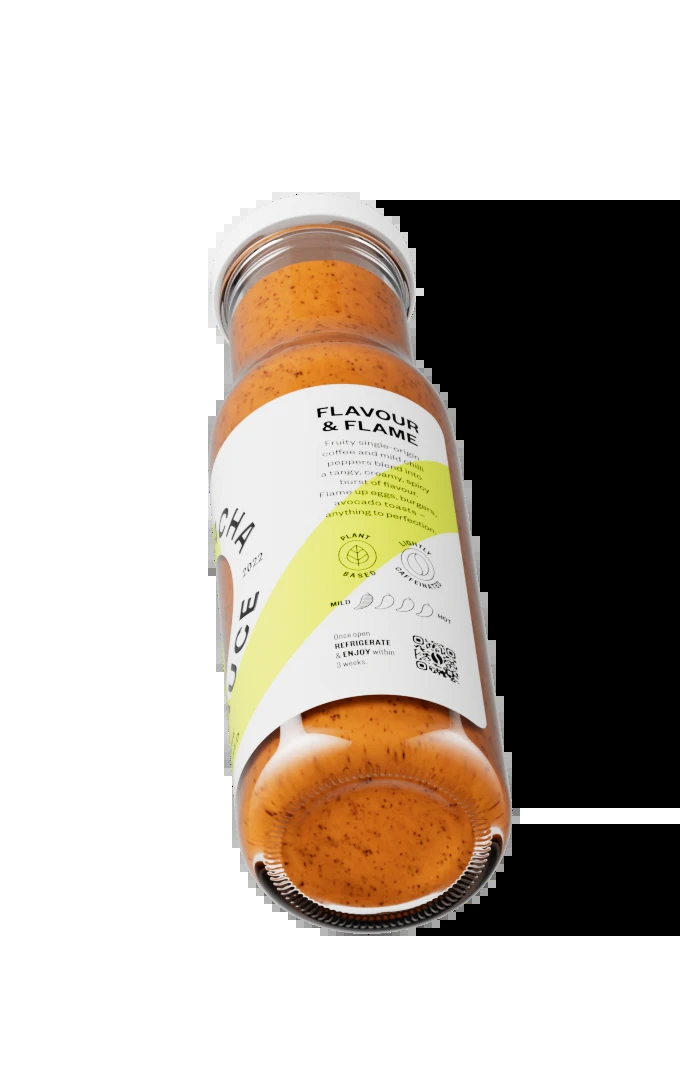 FLAVOUR
& FLAME
Fruity single-origin
coffee and mild chilli
peppers blend into
a tangy, creamy, spicy
burst of flavour.
Flame up eggs, burgers,
avocado toasts –
anything to perfection
CHA
2022
UCE
PLANT
BASED
LIGHTLY
CAFFEINATED
MILD
HOT
Once open
REFRIGERATE
& ENJOY within
3 weeks.